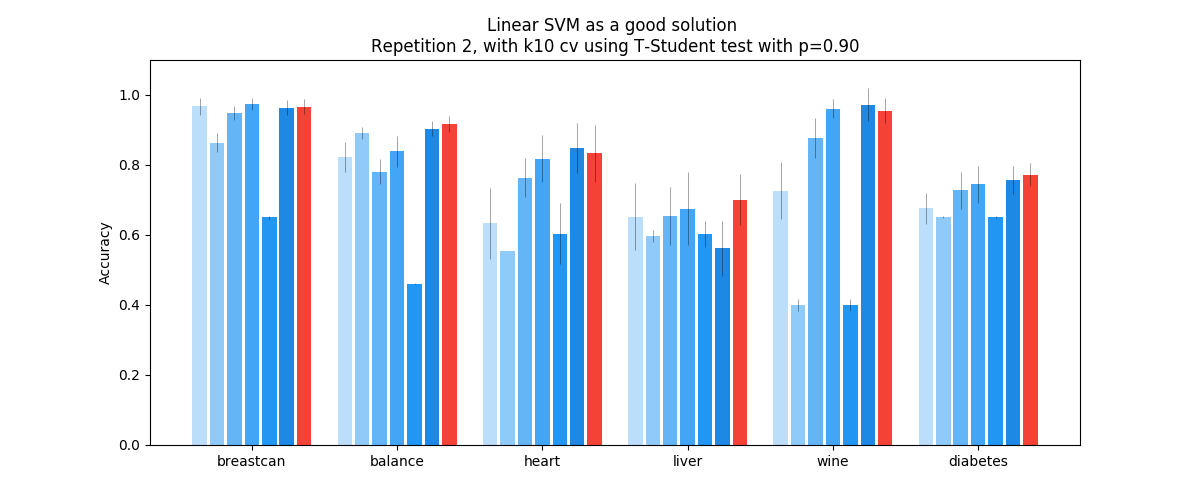 Linear SVM as a good solution
Repetition 2, with k10 cv using T-Student test with p=0.90
Accuracy
1.0
0.8
0.6
0.4
0.2
0.0
breastcan balance heart liver wine diabetes